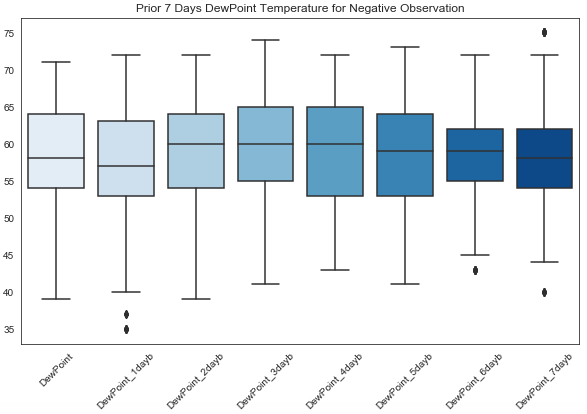 Prior 7 Days DewPoint Temperature for Negative Observation
75
70
65
60
55
50
45
40
35
DewPoint
DewPoint_1dayb
DewPoint_2dayb
DewPoint_3dayb
DewPoint_4dayb
DewPoint_5dayb
DewPoint_6dayb
DewPoint_7dayb